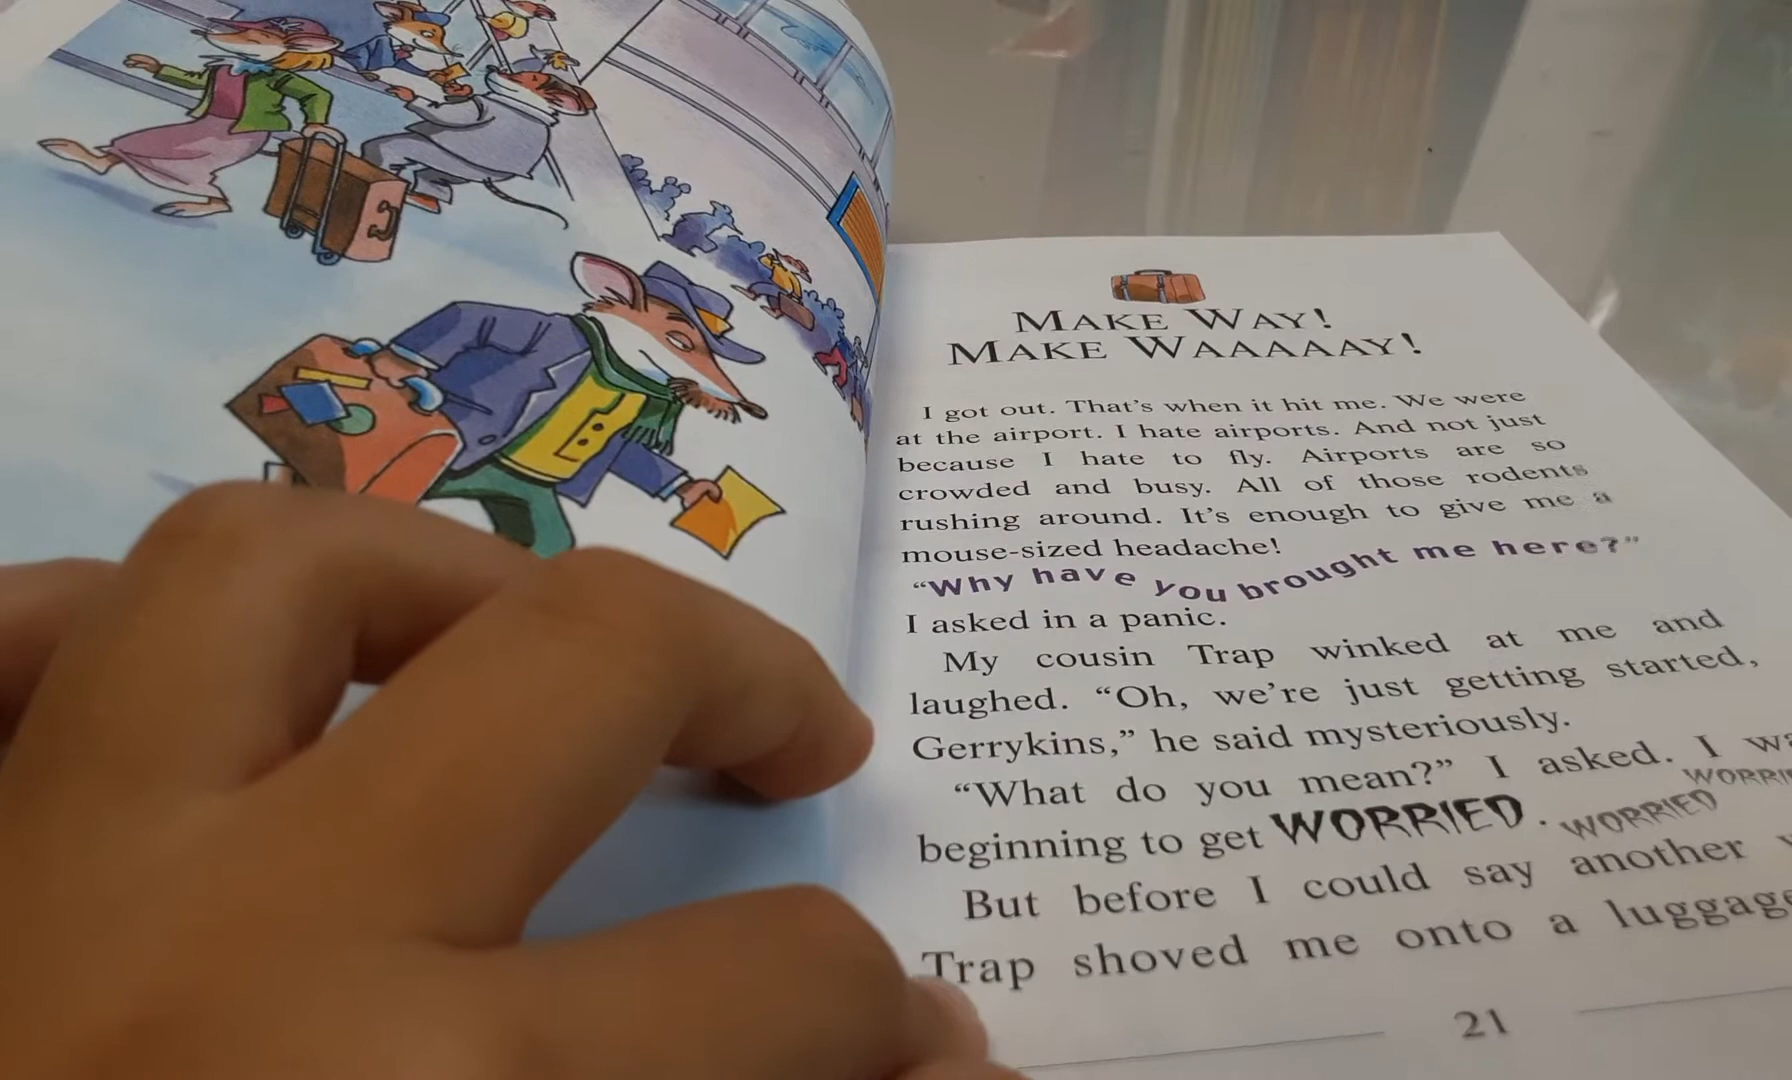 MAKE WAY!
MAKE WAAAAAY!
I got out. That's when it hit me. We were
at the airport. I hate airports. And not just
because I hate to fly. Airports are so
crowded and busy. All of those rodents
rushing around. It's enough to give me a
mouse-sized headache!
“Why have you brought me here?”
I asked in a panic.
My cousin Trap winked at me and
laughed. “Oh, we're just getting started,
Gerrykins,” he said mysteriously.
“What do you mean?” I asked. I
beginning to get WORRIED. WORRIED
But before I could say another
Trap shoved me onto a luggage
21